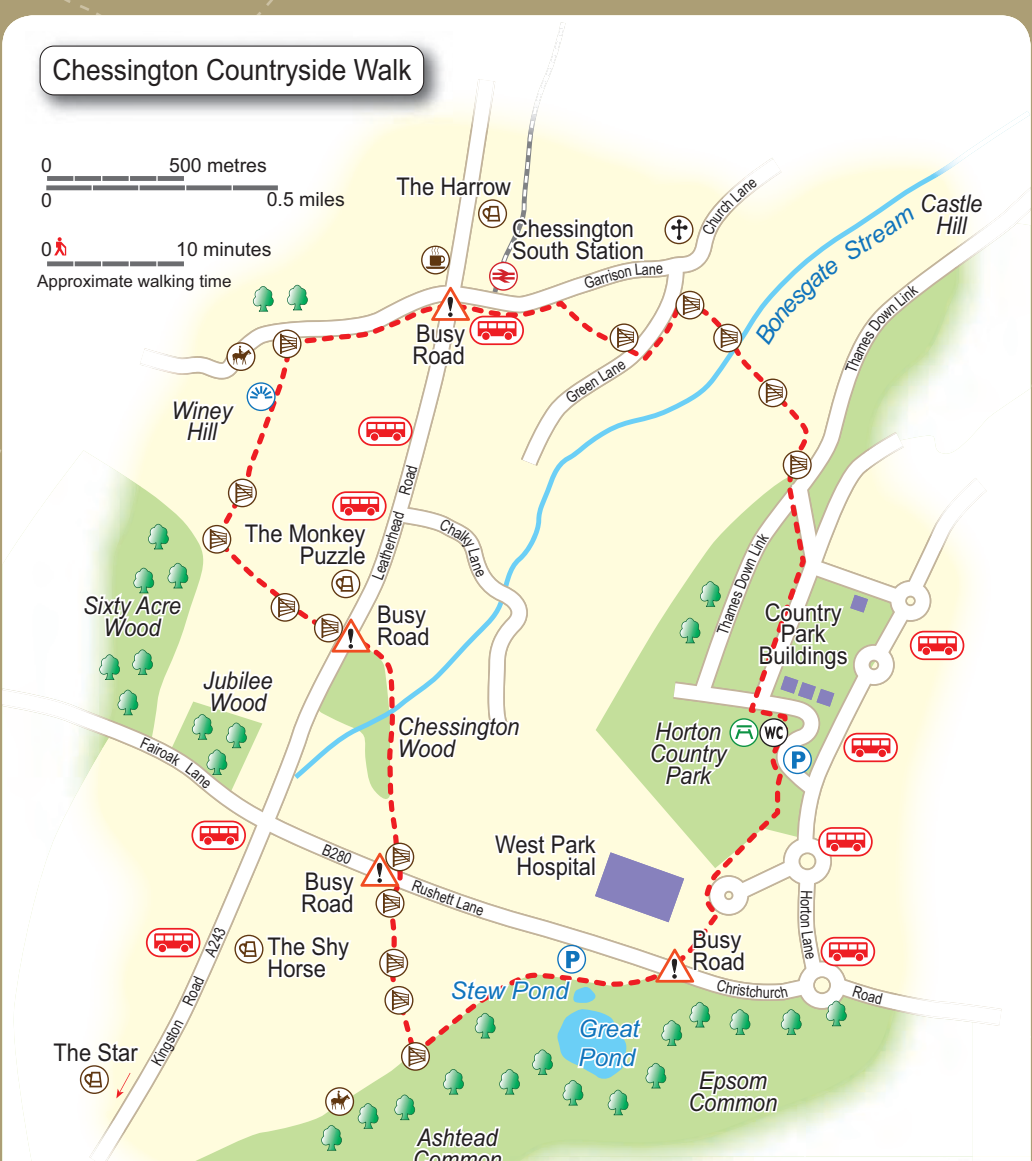 Chessington Countryside Walk
0 500 metres
0 0.5 miles
0 10 minutes
Approximate walking time
The Harrow
Chessington
South Station
Church Lane
Castle
Hill
Garrison Lane
Bonesgate Stream
Busy
Road
Thames Down Link
Green Lane
Winey
Hill
Leatherhead Road
The Monkey
Puzzle
Chalky Lane
Thames Down Link
Sixty Acre
Wood
Busy
Road
Country
Park
Buildings
Jubilee
Wood
Chessington
Wood
Horton
Country
Park
WC
P
Fairoak Lane
B280
West Park
Hospital
Busy
Road
Rushett Lane
Horton Lane
Kingston Road A243
The Shy
Horse
P
Busy
Road
Stew Pond
Christchurch Road
Great
Pond
The Star
Epsom
Common
Ashtead
Common